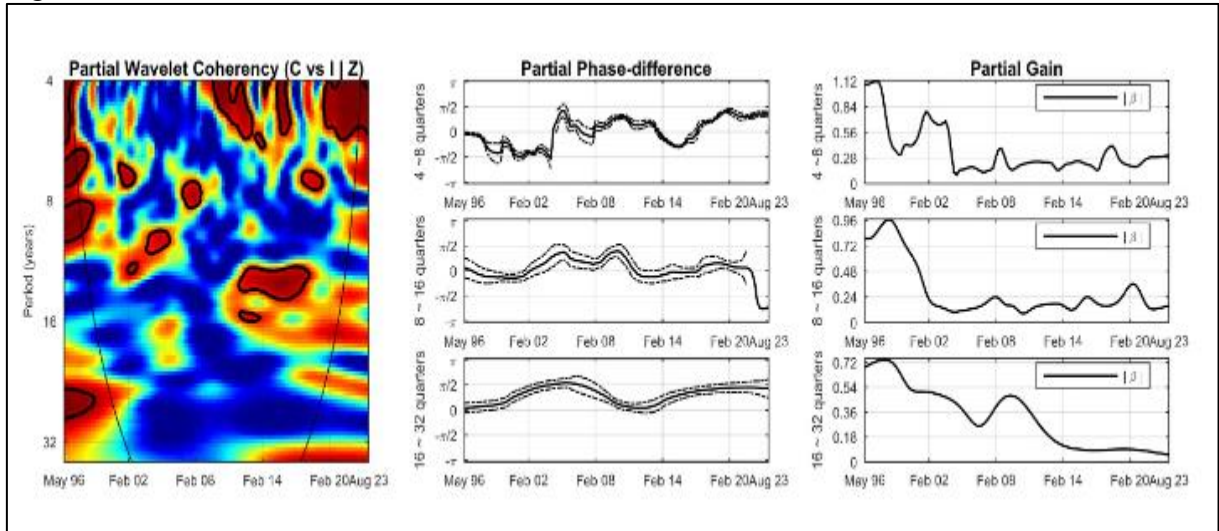 Partial Wavelet Coherency (C vs I | Z)
Period (years)
4
8
16
32
May 96 Feb 02 Feb 08 Feb 14 Feb 20Aug 23
Partial Phase-difference
4 ~8 quarters
π
π/2
0
-π/2
-π
May 96 Feb 02 Feb 08 Feb 14 Feb 20Aug 23
8 ~ 16 quarters
π
π/2
0
-π/2
-π
May 96 Feb 02 Feb 08 Feb 14 Feb 20Aug 23
16 ~ 32 quarters
π
π/2
0
-π/2
-π
May 96 Feb 02 Feb 08 Feb 14 Feb 20Aug 23
Partial Gain
4 ~8 quarters
1.12
0.84
0.56
0.28
0
| β |
May 96 Feb 02 Feb 08 Feb 14 Feb 20Aug 23
8 ~ 16 quarters
0.96
0.72
0.48
0.24
0
| β |
May 96 Feb 02 Feb 08 Feb 14 Feb 20Aug 23
16 ~ 32 quarters
0.72
0.54
0.36
0.18
0
| β |
May 96 Feb 02 Feb 08 Feb 14 Feb 20Aug 23